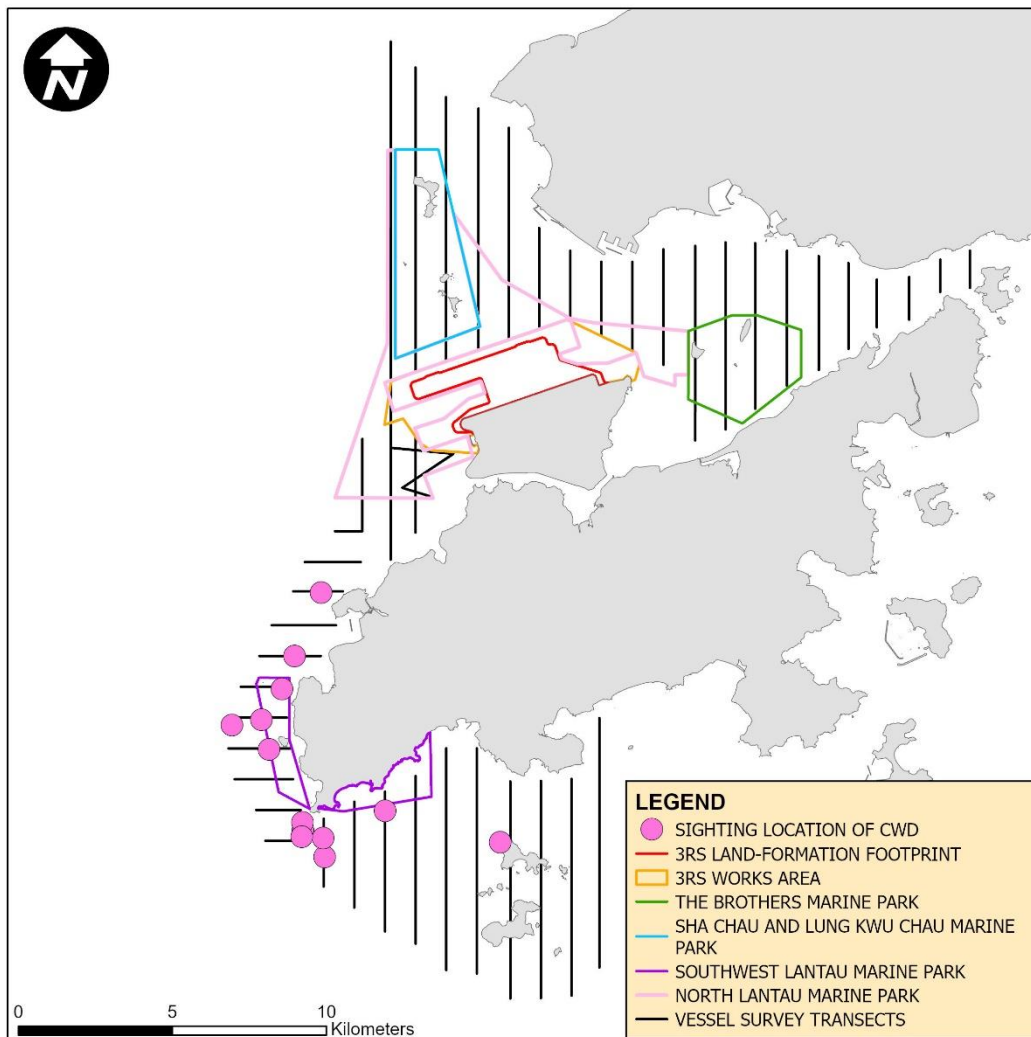 N
LEGEND
SIGHTING LOCATION OF CWD
3RS LAND-FORMATION FOOTPRINT
3RS WORKS AREA
THE BROTHERS MARINE PARK
SHA CHAU AND LUNG KWU CHAU MARINE
PARK
SOUTHWEST LANTAU MARINE PARK
NORTH LANTAU MARINE PARK
VESSEL SURVEY TRANSECTS
0 5 10
Kilometers